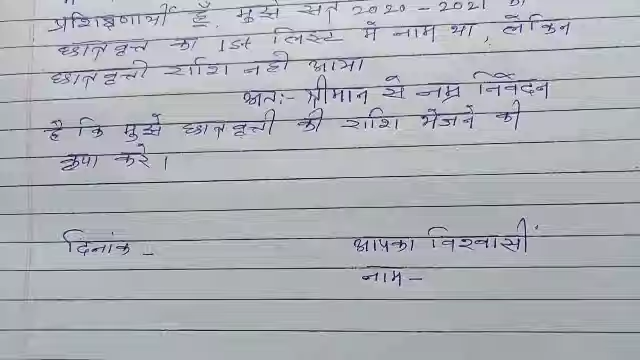 प्रशिक्षणार्थी हूँ, मुझे सत्र 2020-2021 का
छात्रवृत्त का 1St लिस्ट में नाम था, लेकिन
छात्रवृत्ती राशि नही आया
अतः- श्रीमान से नम्र निवेदन
है कि मुझे छात्रवृत्ती की राशि भेजने की
कृपा करे।
दिनांक - आपका विश्वासी
नाम -